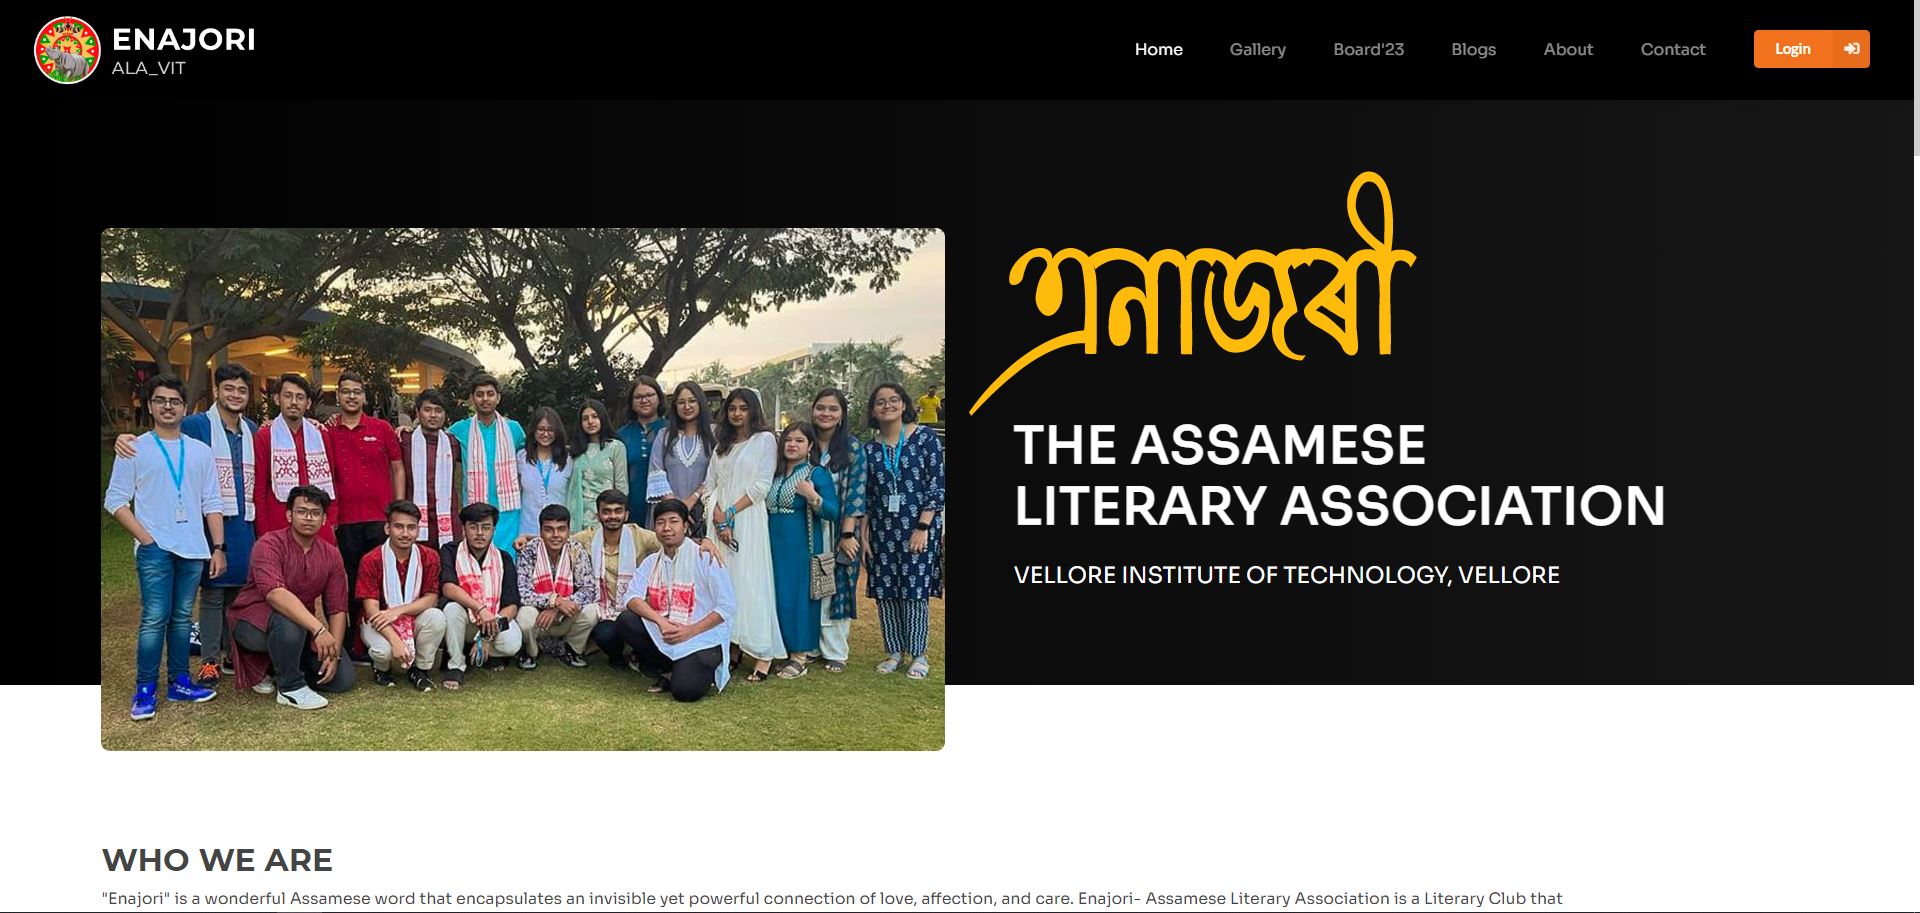 ENAJORI
ALA_VIT
Home Gallery Board'23 Blogs About Contact Login
এনাজৰী
THE ASSAMESE
LITERARY ASSOCIATION
VELLORE INSTITUTE OF TECHNOLOGY, VELLORE
WHO WE ARE
"Enajori" is a wonderful Assamese word that encapsulates an invisible yet powerful connection of love, affection, and care. Enajori- Assamese Literary Association is a Literary Club that